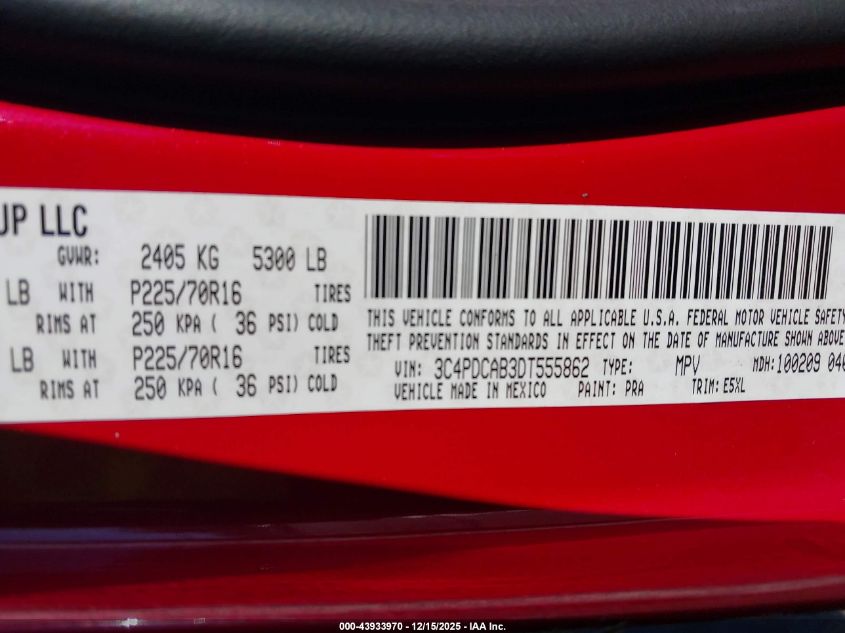 UP LLC
GVWR: 2405 KG 5300 LB
LB WITH P225/70R16 TIRES
RIMS AT 250 KPA ( 36 PSI) COLD
LB WITH P225/70R16 TIRES
RIMS AT 250 KPA ( 36 PSI) COLD
THIS VEHICLE CONFORMS TO ALL APPLICABLE U.S.A. FEDERAL MOTOR VEHICLE SAFETY
THEFT PREVENTION STANDARDS IN EFFECT ON THE DATE OF MANUFACTURE SHOWN ABOVE
VIN: 3C4PDCAB3DT555862 TYPE: MPV MDH:100209 040
VEHICLE MADE IN MEXICO PAINT: PRA TRIM: E5XL
000-43933970 - 12/15/2025 - IAA Inc.